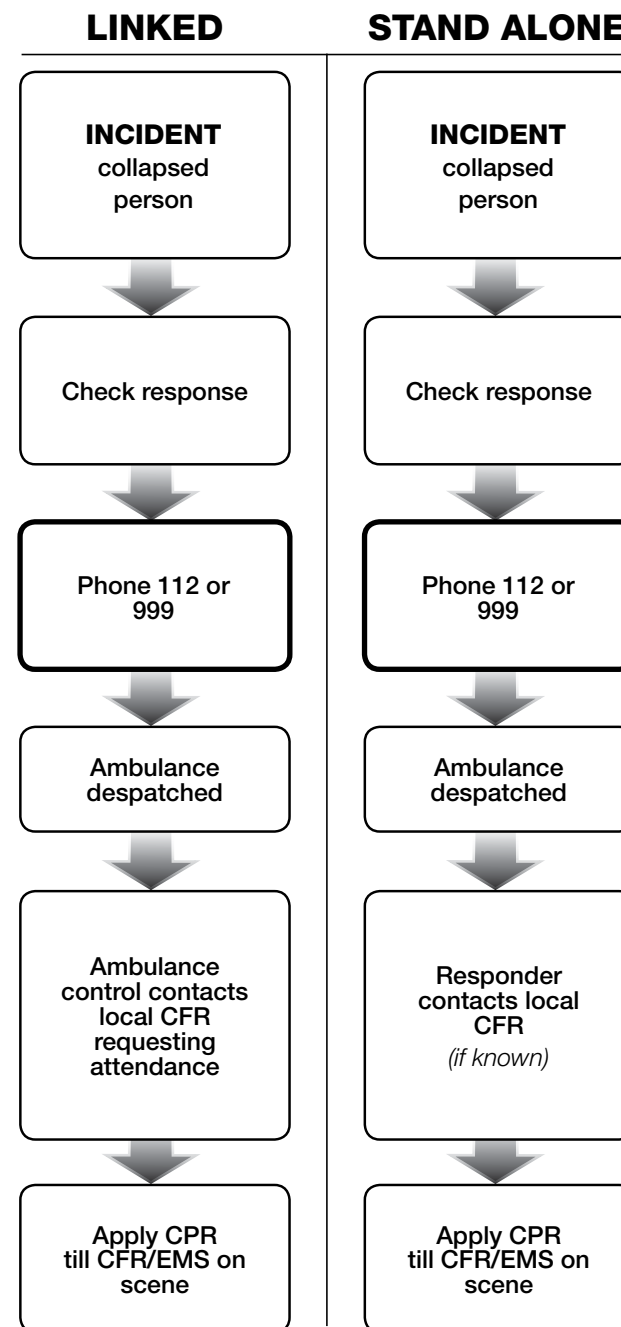 LINKED
INCIDENT
collapsed
person
Check response
Phone 112 or
999
Ambulance
despatched
Ambulance
control contacts
local CFR
requesting
attendance
Apply CPR
till CFR/EMS on
scene
STAND ALONE
INCIDENT
collapsed
person
Check response
Phone 112 or
999
Ambulance
despatched
Responder
contacts local
CFR
(if known)
Apply CPR
till CFR/EMS on
scene